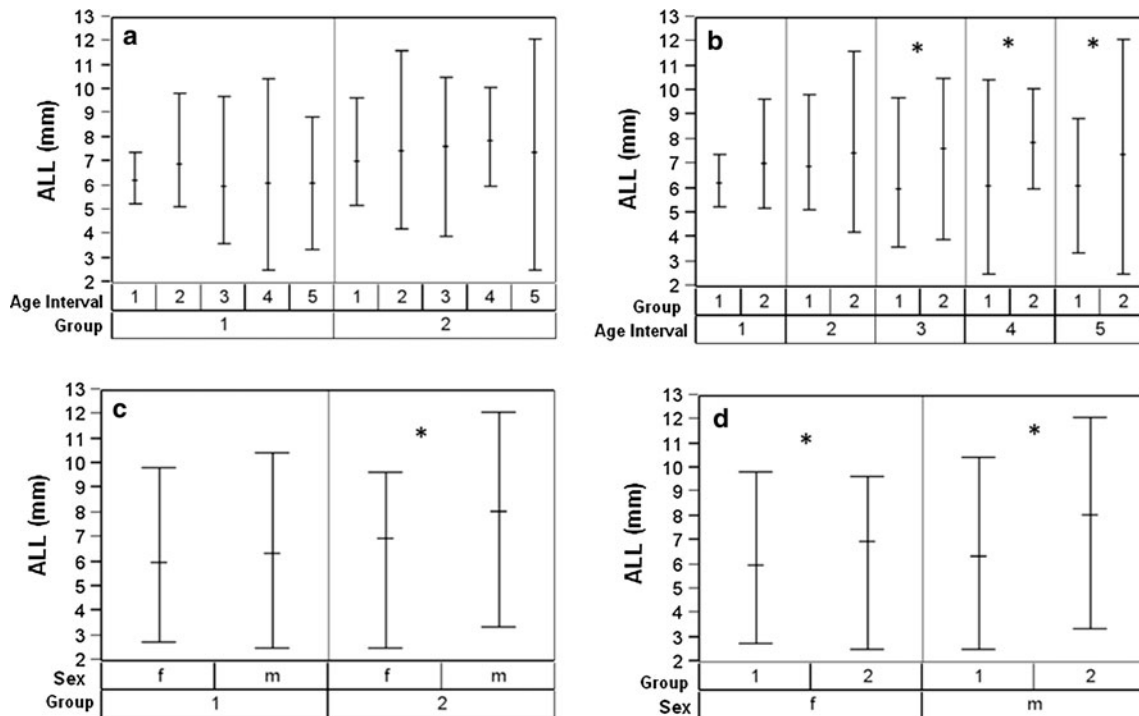 a
13
12
11
10
9
8
7
6
5
4
3
2
ALL (mm)
Age Interval 1 2 3 4 5 1 2 3 4 5
Group 1 2
b
13
12
11
10
9
8
7
6
5
4
3
2
ALL (mm)
* * *
Group 1 2 1 2 1 2 1 2 1 2
Age Interval 1 2 3 4 5
c
13
12
11
10
9
8
7
6
5
4
3
2
ALL (mm)
*
Sex f m f m
Group 1 2
d
13
12
11
10
9
8
7
6
5
4
3
2
ALL (mm)
* *
Group 1 2 1 2
Sex f m